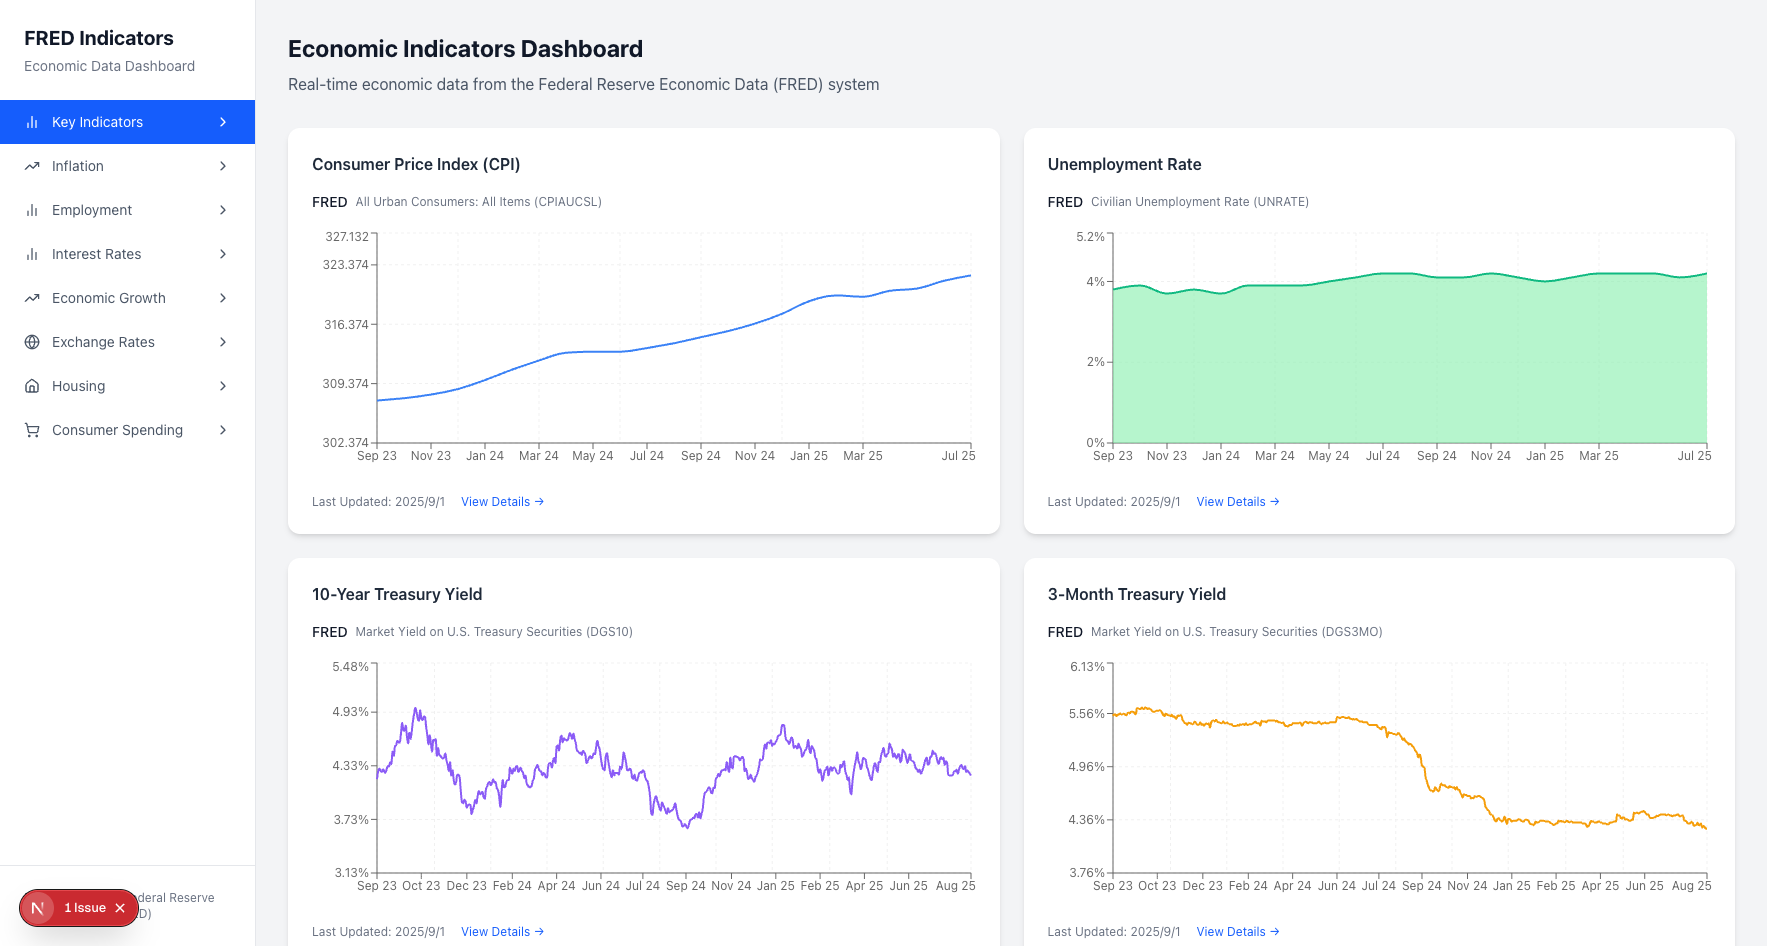 FRED Indicators
Economic Data Dashboard
Key Indicators
Inflation
Employment
Interest Rates
Economic Growth
Exchange Rates
Housing
Consumer Spending
deral Reserve
D)
N 1 Issue
Economic Indicators Dashboard
Real-time economic data from the Federal Reserve Economic Data (FRED) system
Consumer Price Index (CPI)
FRED All Urban Consumers: All Items (CPIAUCSL)
327.132
323.374
316.374
309.374
302.374
Sep 23 Nov 23 Jan 24 Mar 24 May 24 Jul 24 Sep 24 Nov 24 Jan 25 Mar 25 Jul 25
Last Updated: 2025/9/1 View Details →
Unemployment Rate
FRED Civilian Unemployment Rate (UNRATE)
5.2%
4%
2%
0%
Sep 23 Nov 23 Jan 24 Mar 24 May 24 Jul 24 Sep 24 Nov 24 Jan 25 Mar 25 Jul 25
Last Updated: 2025/9/1 View Details →
10-Year Treasury Yield
FRED Market Yield on U.S. Treasury Securities (DGS10)
5.48%
4.93%
4.33%
3.73%
3.13%
Sep 23 Oct 23 Dec 23 Feb 24 Apr 24 Jun 24 Jul 24 Sep 24 Nov 24 Jan 25 Feb 25 Apr 25 Jun 25 Aug 25
Last Updated: 2025/9/1 View Details →
3-Month Treasury Yield
FRED Market Yield on U.S. Treasury Securities (DGS3MO)
6.13%
5.56%
4.96%
4.36%
3.76%
Sep 23 Oct 23 Dec 23 Feb 24 Apr 24 Jun 24 Jul 24 Sep 24 Nov 24 Jan 25 Feb 25 Apr 25 Jun 25 Aug 25
Last Updated: 2025/9/1 View Details →